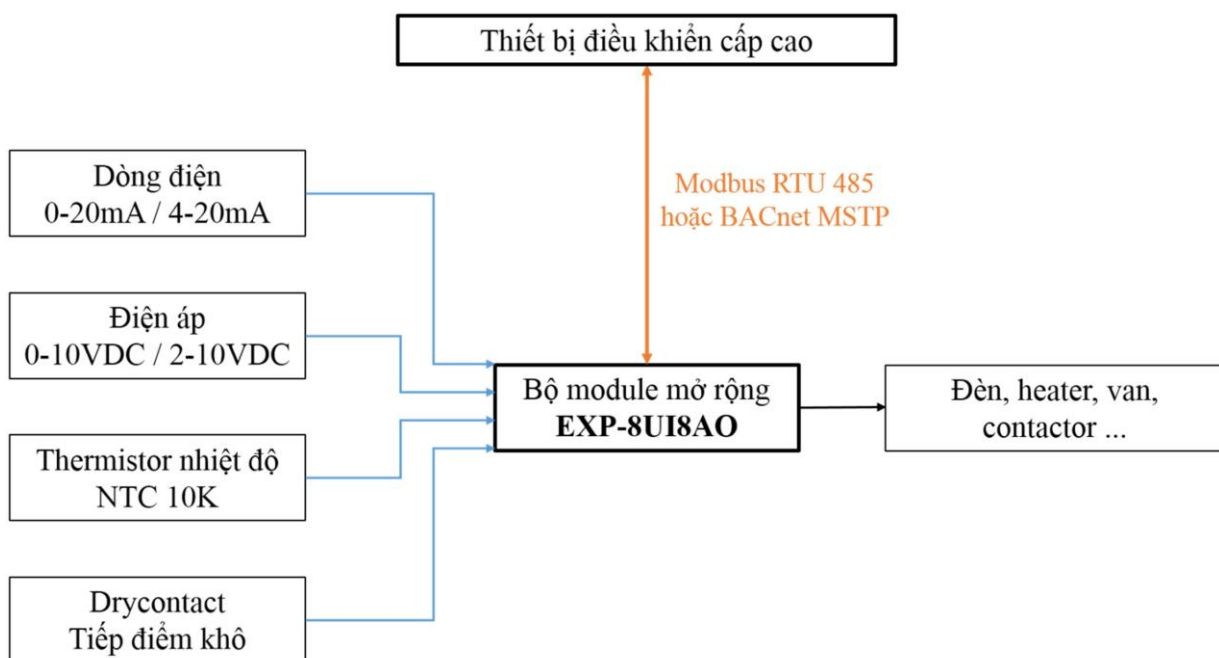 Thiết bị điều khiển cấp cao
Dòng điện
0-20mA / 4-20mA
Modbus RTU 485
hoặc BACnet MSTP
Điện áp
0-10VDC / 2-10VDC
Bộ module mở rộng
EXP-8UI8AO
Đèn, heater, van,
contactor ...
Thermistor nhiệt độ
NTC 10K
Drycontact
Tiếp điểm khô